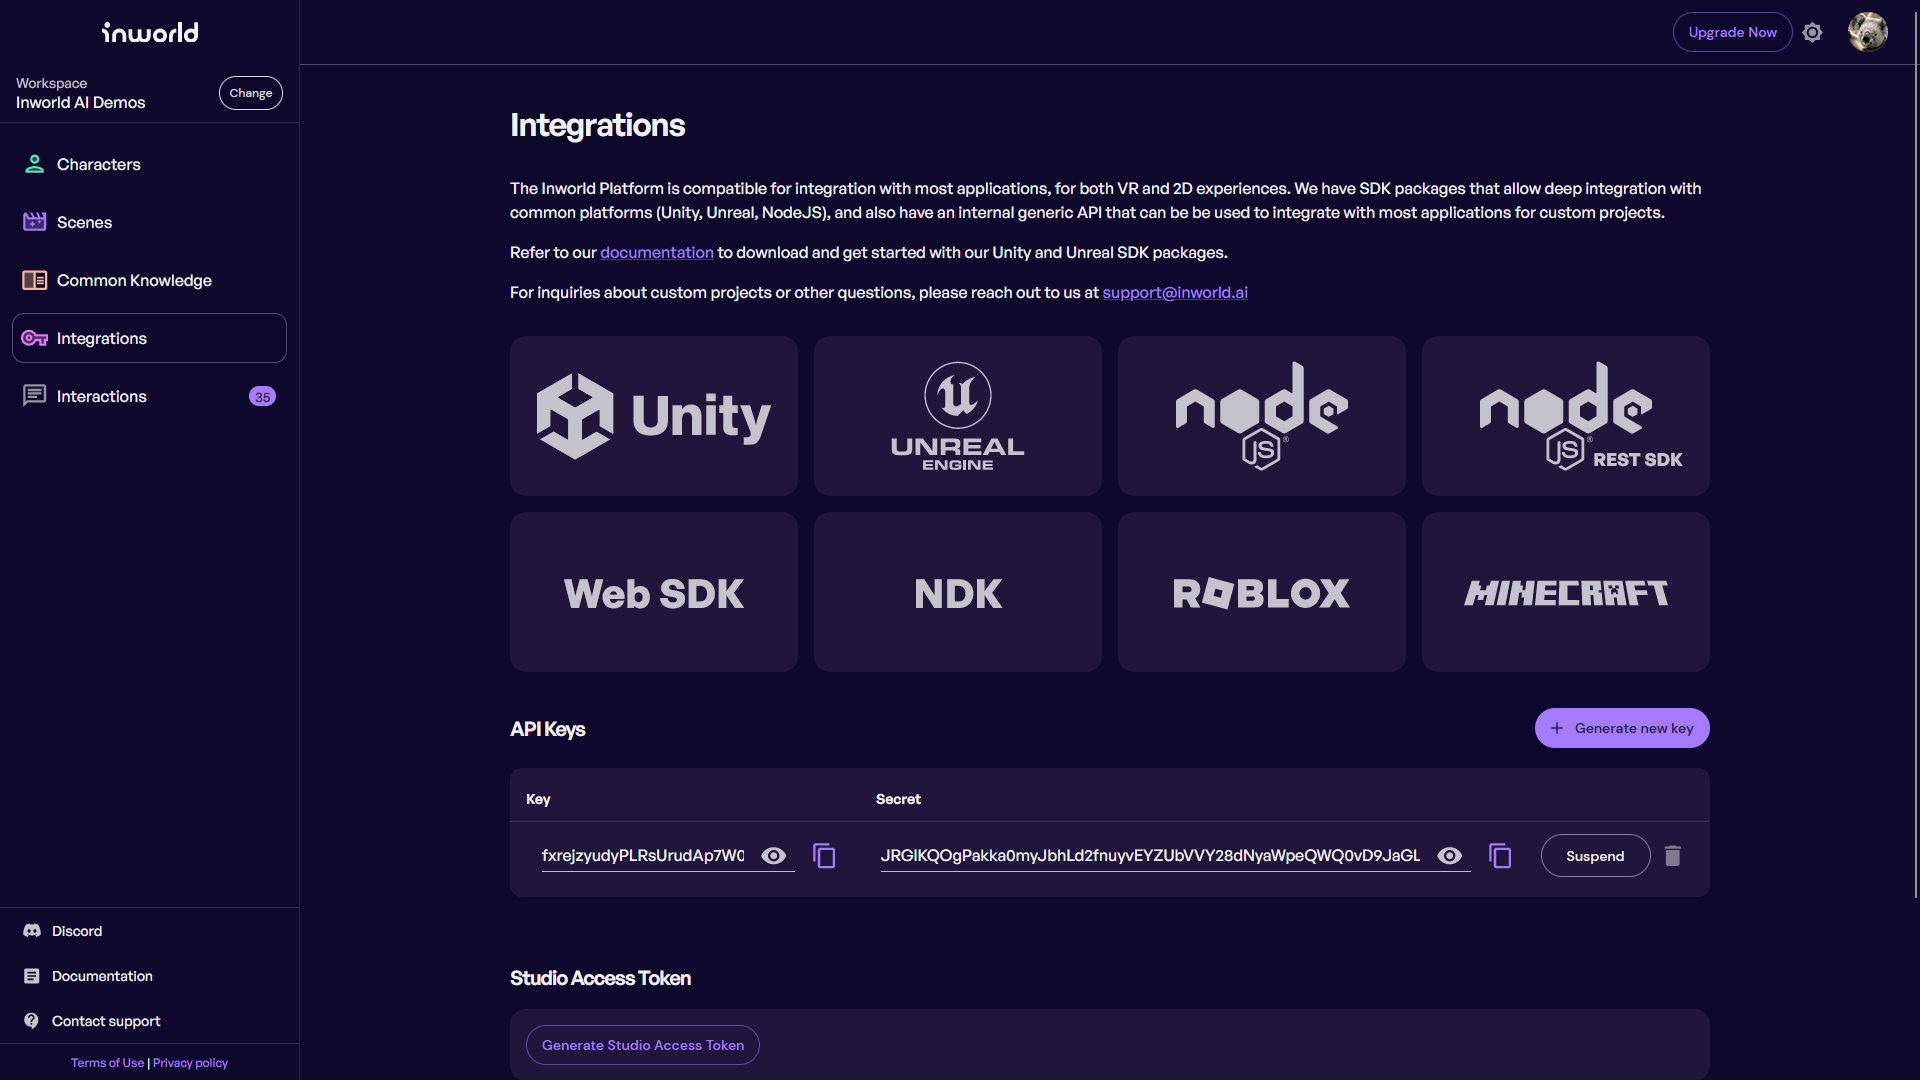 inworld
Upgrade Now
Workspace
Inworld AI Demos
Change
Characters
Scenes
Common Knowledge
Integrations
Interactions
35
Discord
Documentation
Contact support
Terms of Use | Privacy policy
Integrations
The Inworld Platform is compatible for integration with most applications, for both VR and 2D experiences. We have SDK packages that allow deep integration with
common platforms (Unity, Unreal, NodeJS), and also have an internal generic API that can be be used to integrate with most applications for custom projects.
Refer to our documentation to download and get started with our Unity and Unreal SDK packages.
For inquiries about custom projects or other questions, please reach out to us at support@inworld.ai
Unity
UNREAL
ENGINE
node
JS®
node
JS® REST SDK
Web SDK
NDK
ROBLOX
MINECRAFT
API Keys
+ Generate new key
Key
Secret
fxrejzyudyPLRsUrudAp7W0
JRGlKQOgPakka0myJbhLd2fnuyvEYZUbVVY28dNyaWpeQWQ0vD9JaGL
Suspend
Studio Access Token
Generate Studio Access Token